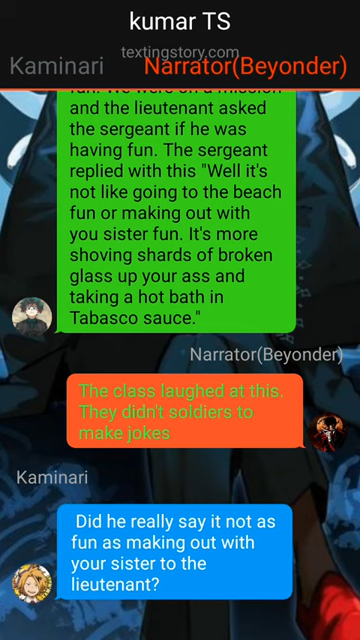 kumar TS
textingstory.com
Kaminari
Narrator(Beyonder)
fun. We were on a mission
and the lieutenant asked
the sergeant if he was
having fun. The sergeant
replied with this "Well it's
not like going to the beach
fun or making out with
you sister fun. It's more
shoving shards of broken
glass up your ass and
taking a hot bath in
Tabasco sauce."
Narrator(Beyonder)
The class laughed at this.
They didn't soldiers to
make jokes
Kaminari
Did he really say it not as
fun as making out with
your sister to the
lieutenant?